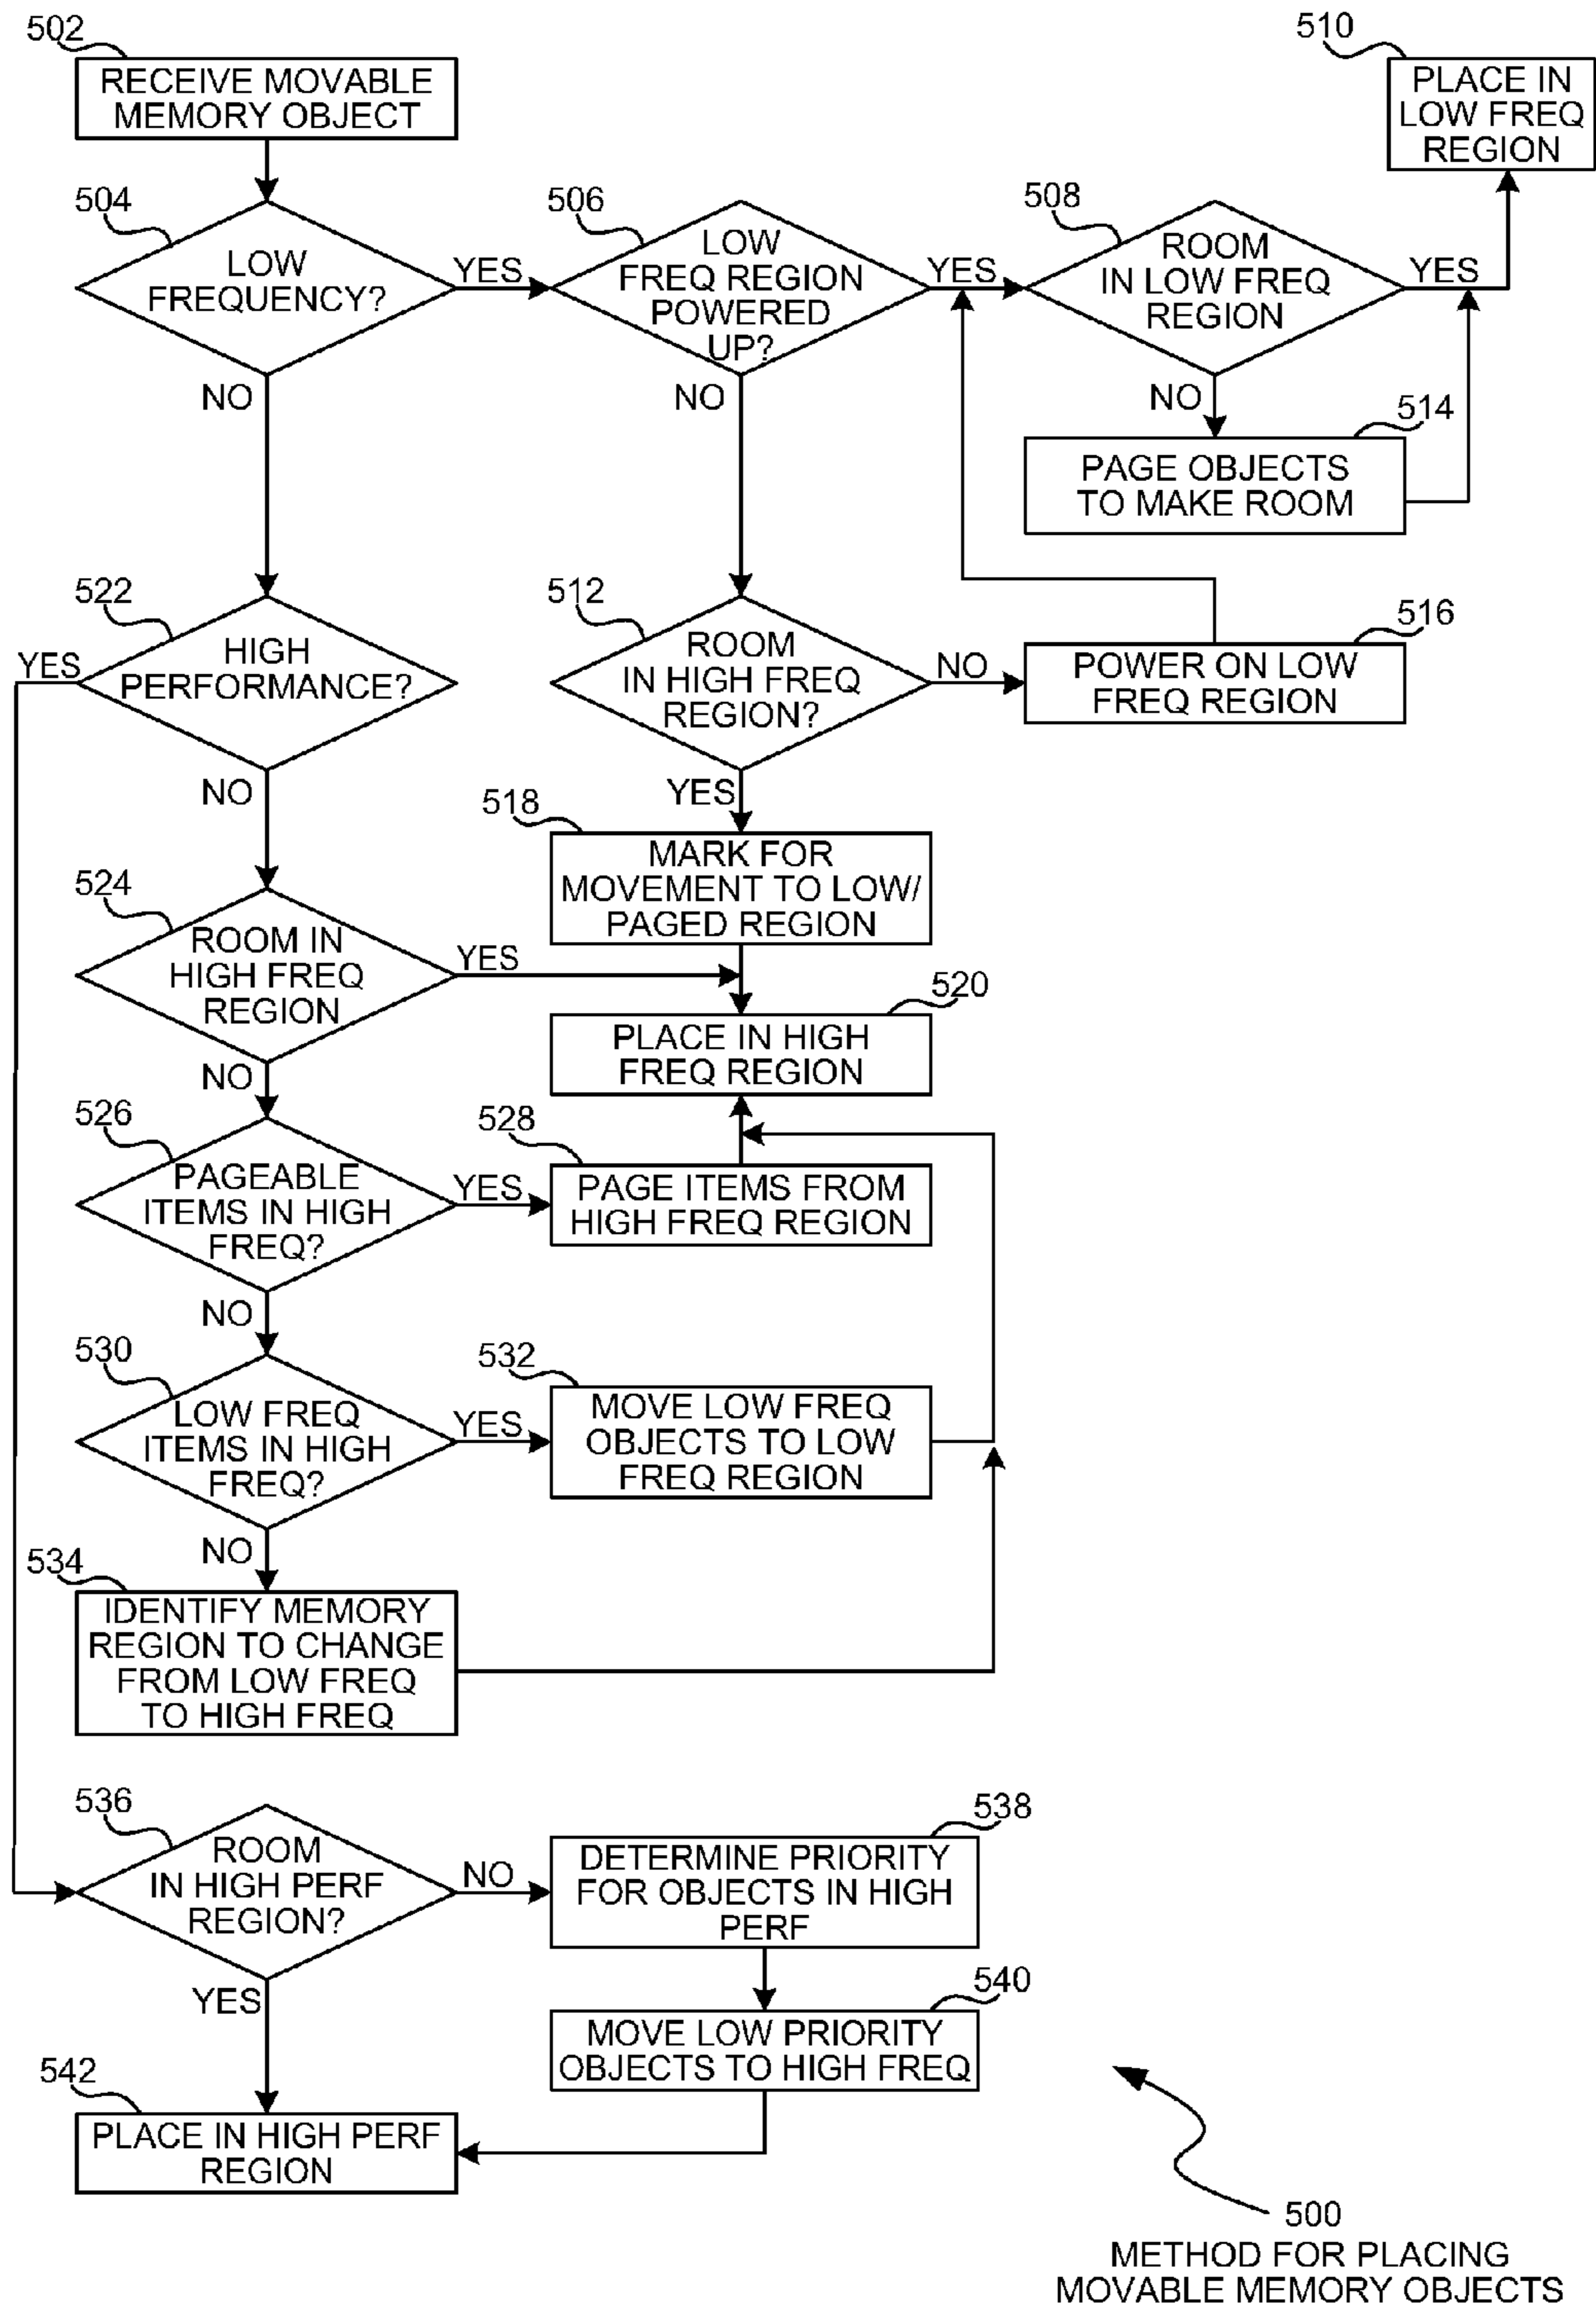 502
RECEIVE MOVABLE
MEMORY OBJECT
510
PLACE IN
LOW FREQ
REGION
504
LOW
FREQUENCY?
YES
NO
506
LOW
FREQ REGION
POWERED
UP?
YES
NO
508
ROOM
IN LOW FREQ
REGION
YES
NO
514
PAGE OBJECTS
TO MAKE ROOM
522
HIGH
PERFORMANCE?
YES
NO
512
ROOM
IN HIGH FREQ
REGION?
NO
YES
516
POWER ON LOW
FREQ REGION
518
MARK FOR
MOVEMENT TO LOW/
PAGED REGION
524
ROOM IN
HIGH FREQ
REGION
YES
NO
520
PLACE IN HIGH
FREQ REGION
526
PAGEABLE
ITEMS IN HIGH
FREQ?
YES
NO
528
PAGE ITEMS FROM
HIGH FREQ REGION
530
LOW FREQ
ITEMS IN HIGH
FREQ?
YES
NO
532
MOVE LOW FREQ
OBJECTS TO LOW
FREQ REGION
534
IDENTIFY MEMORY
REGION TO CHANGE
FROM LOW FREQ
TO HIGH FREQ
536
ROOM
IN HIGH PERF
REGION?
NO
YES
538
DETERMINE PRIORITY
FOR OBJECTS IN HIGH
PERF
540
MOVE LOW PRIORITY
OBJECTS TO HIGH FREQ
542
PLACE IN HIGH PERF
REGION
500
METHOD FOR PLACING
MOVABLE MEMORY OBJECTS